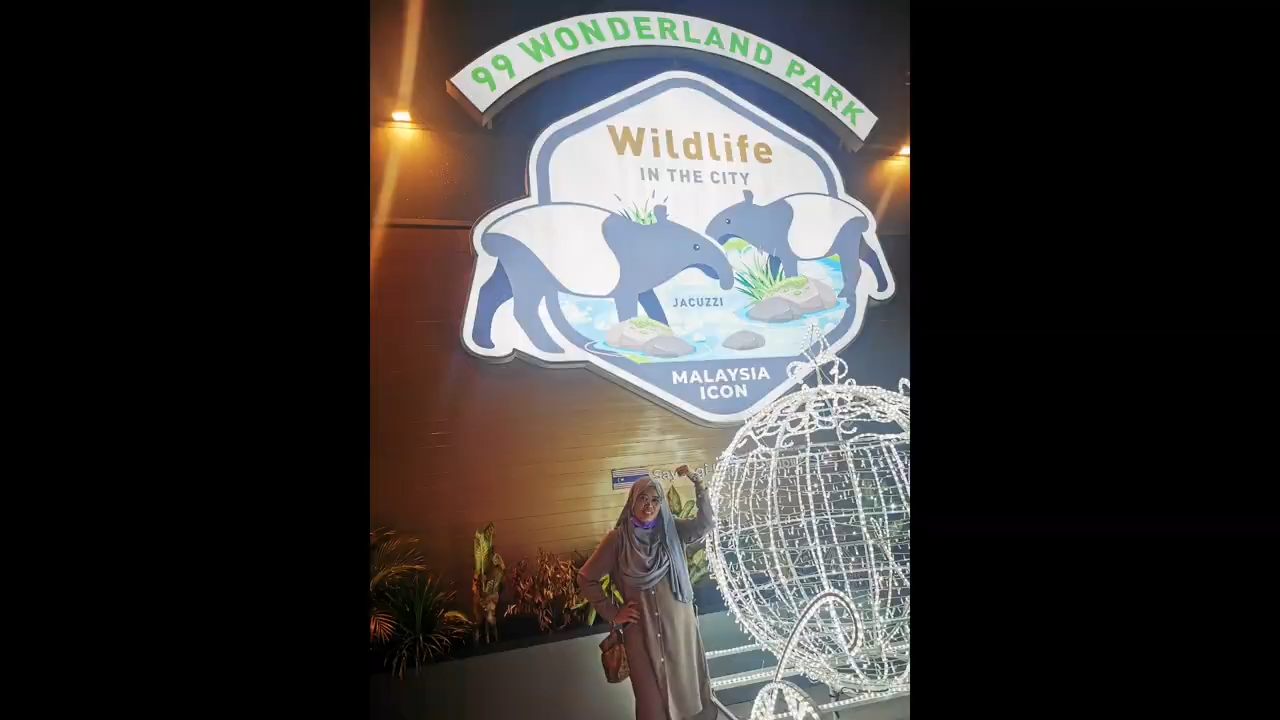 99 WONDERLAND PARK
Wildlife
IN THE CITY
JACUZZI
MALAYSIA
ICON